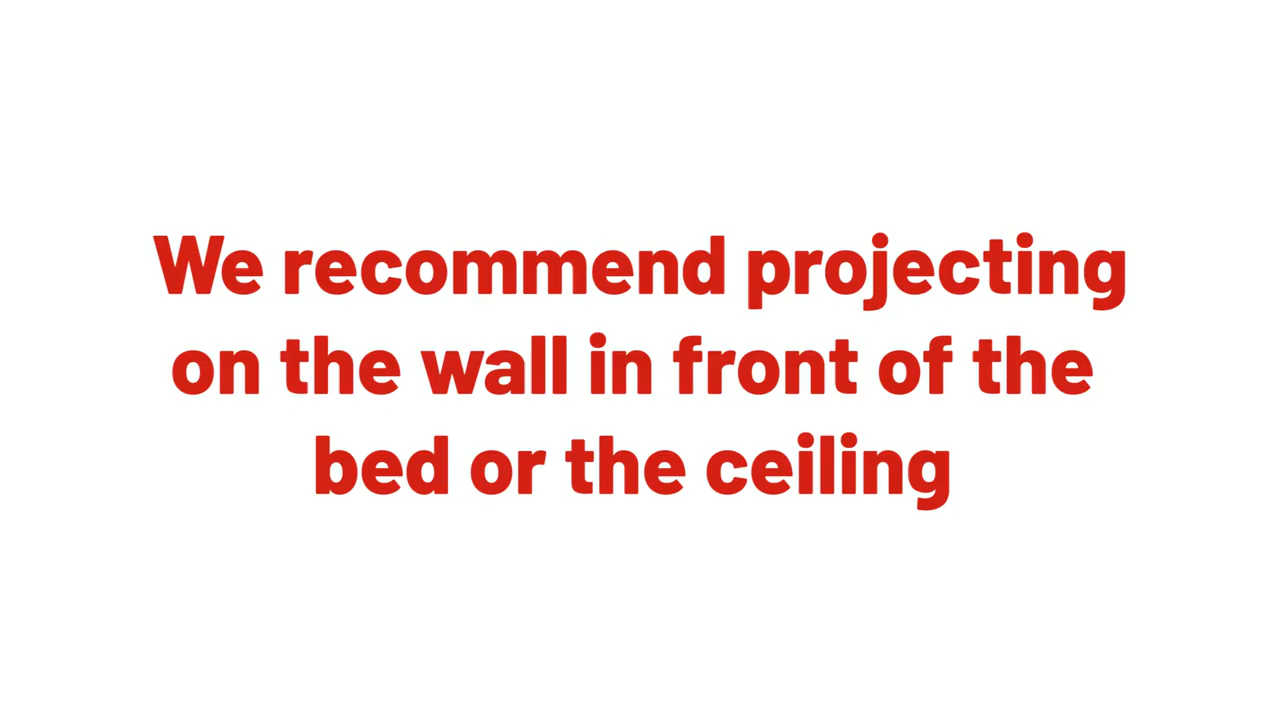 We recommend projecting
on the wall in front of the
bed or the ceiling